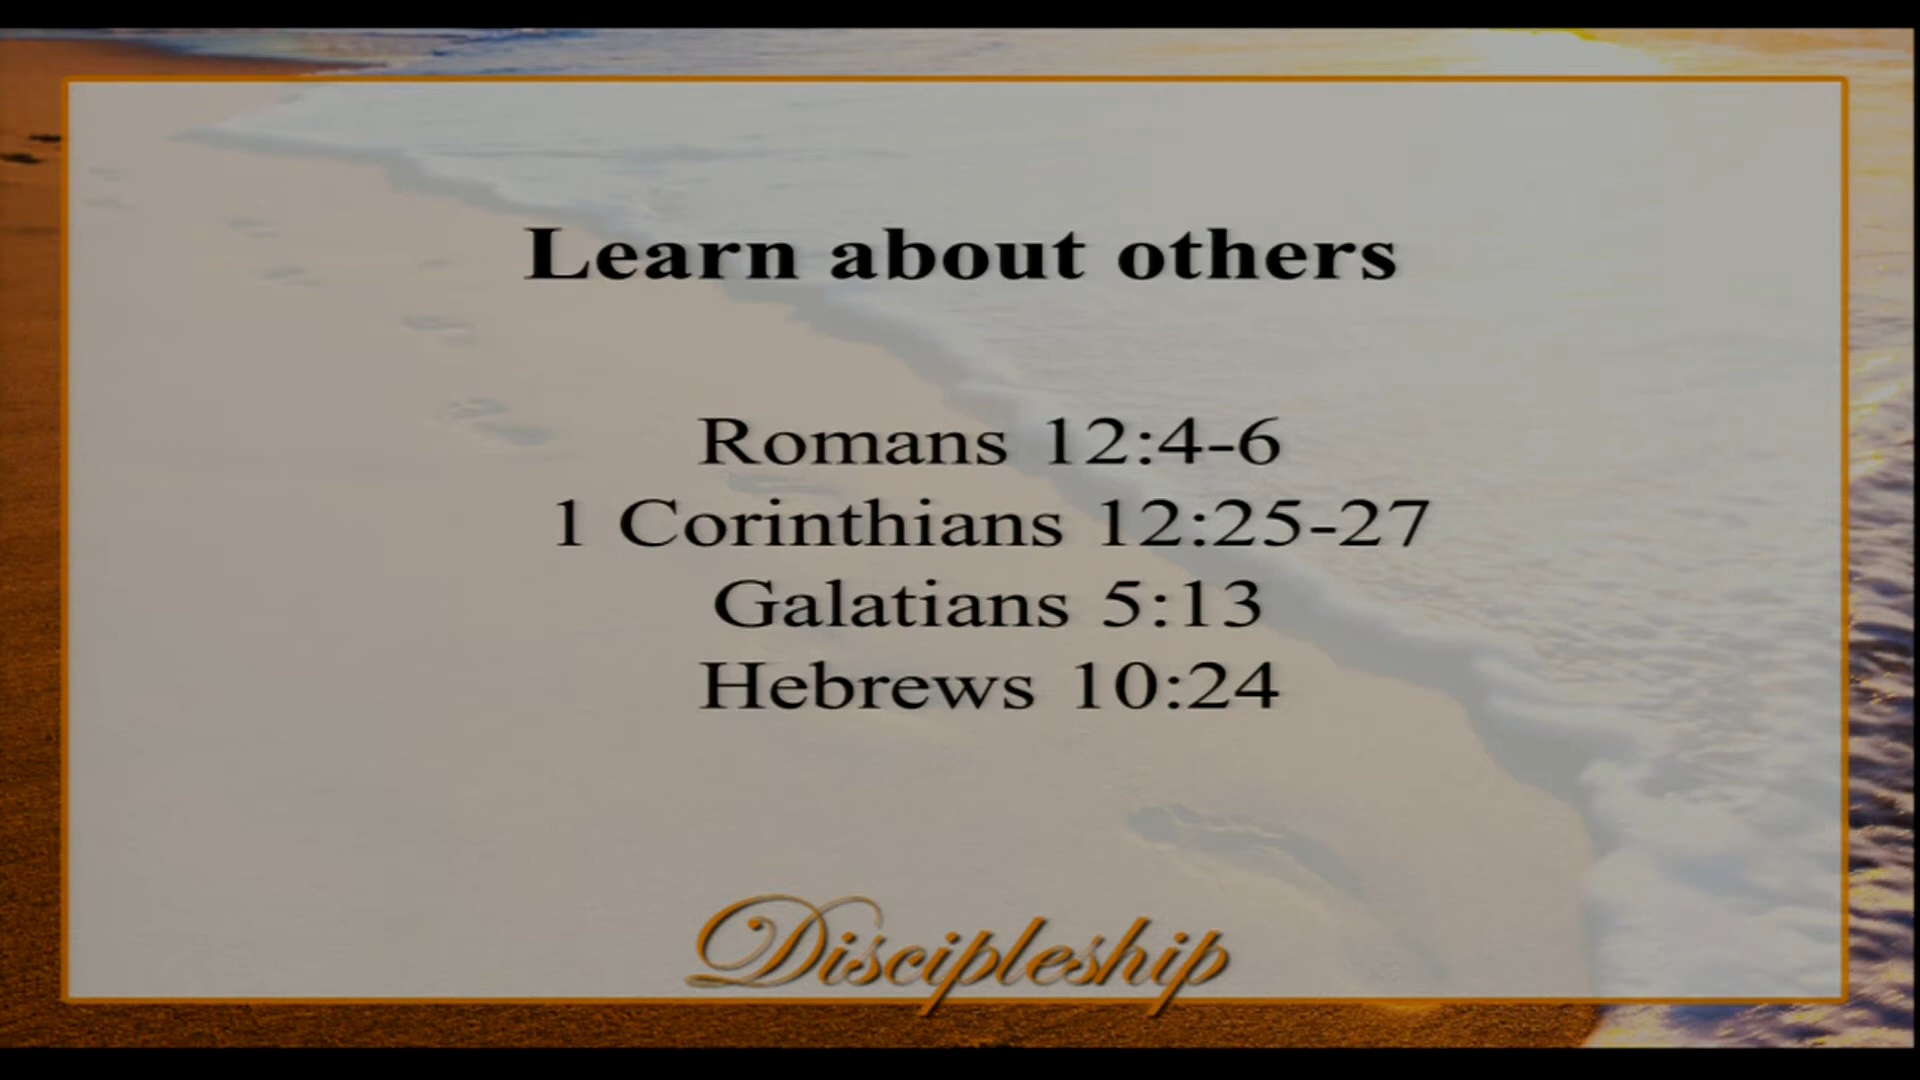 Learn about others
Romans 12:4-6
1 Corinthians 12:25-27
Galatians 5:13
Hebrews 10:24
Discipleship